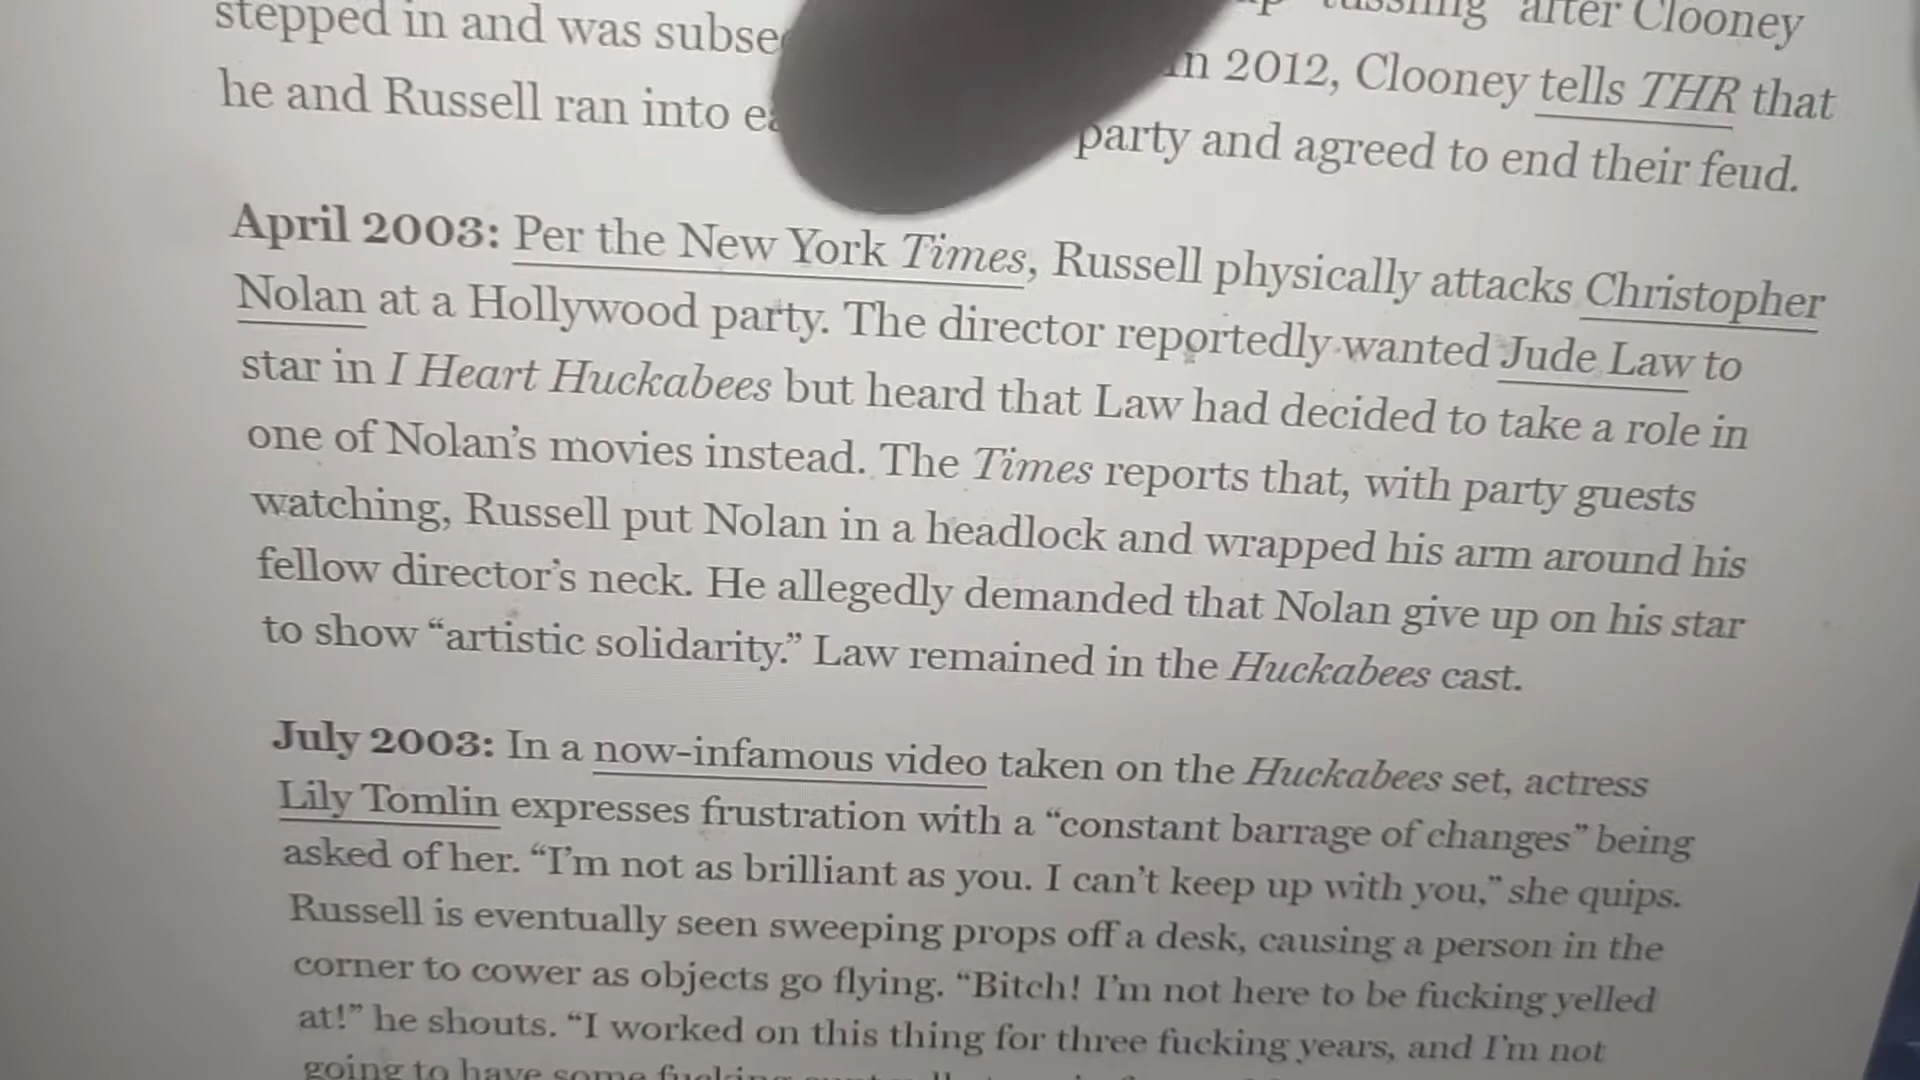 stepped in and was after Clooney
he and Russell ran into in 2012, Clooney tells THR that
party and agreed to end their feud.
April 2003: Per the New York Times, Russell physically attacks Christopher
Nolan at a Hollywood party. The director reportedly wanted Jude Law to
star in I Heart Huckabees but heard that Law had decided to take a role in
one of Nolan’s movies instead. The Times reports that, with party guests
watching, Russell put Nolan in a headlock and wrapped his arm around his
fellow director’s neck. He allegedly demanded that Nolan give up on his star
to show “artistic solidarity.” Law remained in the Huckabees cast.
July 2003: In a now-infamous video taken on the Huckabees set, actress
Lily Tomlin expresses frustration with a “constant barrage of changes” being
asked of her. “I’m not as brilliant as you. I can’t keep up with you,” she quips.
Russell is eventually seen sweeping props off a desk, causing a person in the
corner to cower as objects go flying. “Bitch! I’m not here to be fucking yelled
at!” he shouts. “I worked on this thing for three fucking years, and I’m not
going to have some fucking